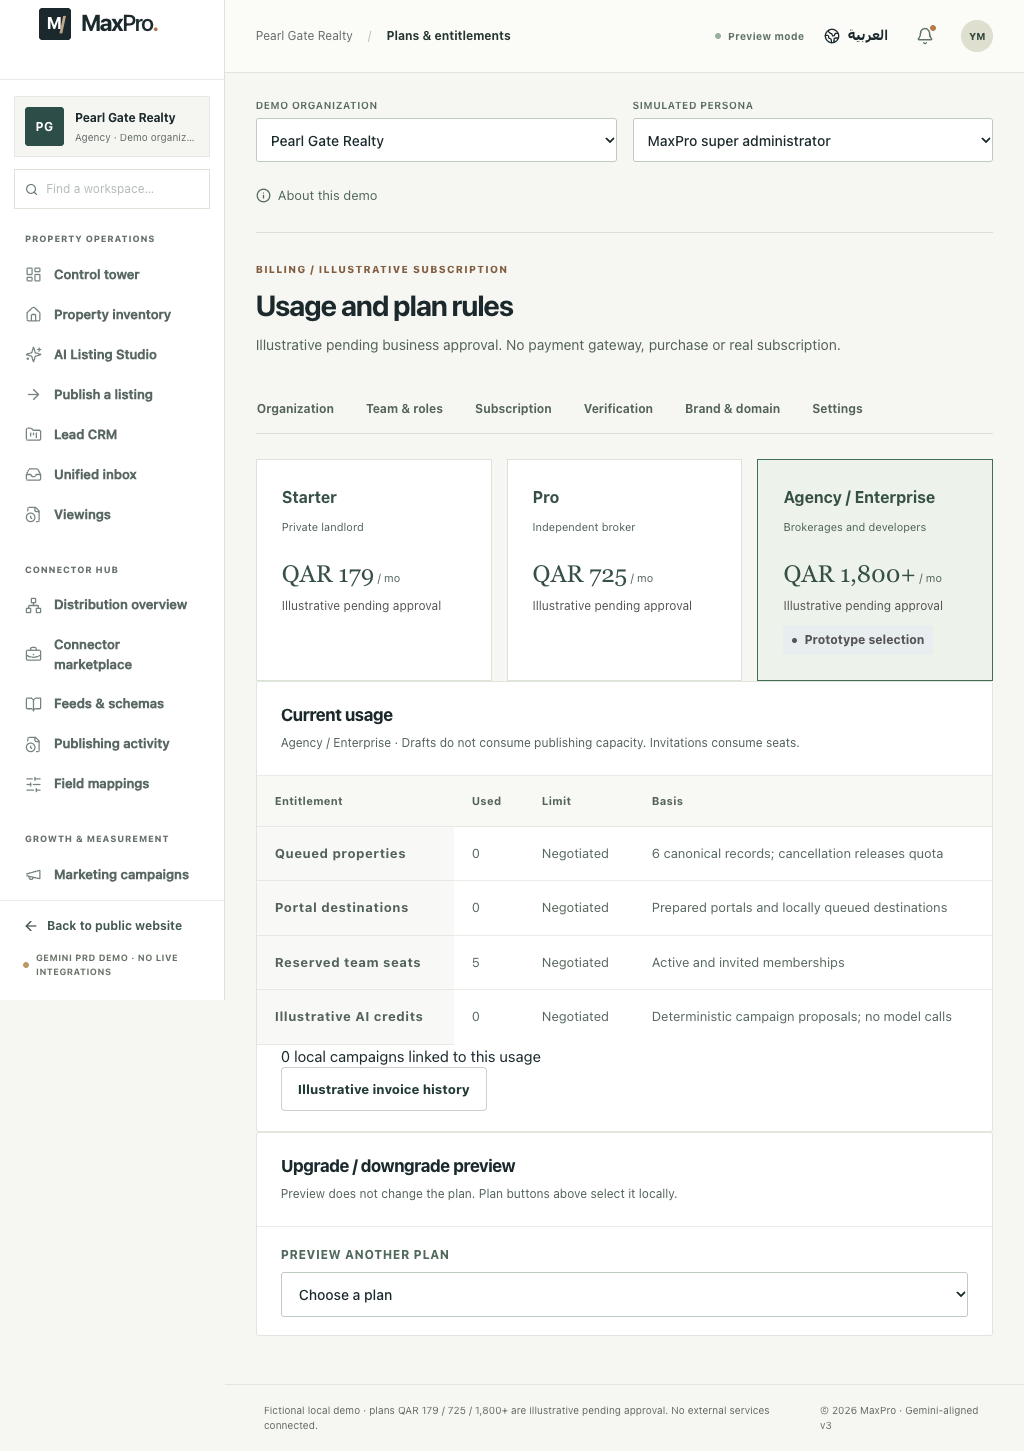 M/ MaxPro.
PG
Pearl Gate Realty
Agency · Demo organiz...
Find a workspace...
PROPERTY OPERATIONS
Control tower
Property inventory
AI Listing Studio
Publish a listing
Lead CRM
Unified inbox
Viewings
CONNECTOR HUB
Distribution overview
Connector
marketplace
Feeds & schemas
Publishing activity
Field mappings
GROWTH & MEASUREMENT
Marketing campaigns
Back to public website
GEMINI PRD DEMO · NO LIVE
INTEGRATIONS
Pearl Gate Realty / Plans & entitlements
Preview mode
العربية
YM
DEMO ORGANIZATION
Pearl Gate Realty
SIMULATED PERSONA
MaxPro super administrator
About this demo
BILLING / ILLUSTRATIVE SUBSCRIPTION
Usage and plan rules
Illustrative pending business approval. No payment gateway, purchase or real subscription.
Organization Team & roles Subscription Verification Brand & domain Settings
Starter
Private landlord
QAR 179 / mo
Illustrative pending approval
Pro
Independent broker
QAR 725 / mo
Illustrative pending approval
Agency / Enterprise
Brokerages and developers
QAR 1,800+ / mo
Illustrative pending approval
Prototype selection
Current usage
Agency / Enterprise · Drafts do not consume publishing capacity. Invitations consume seats.
Entitlement Used Limit Basis
Queued properties 0 Negotiated 6 canonical records; cancellation releases quota
Portal destinations 0 Negotiated Prepared portals and locally queued destinations
Reserved team seats 5 Negotiated Active and invited memberships
Illustrative AI credits 0 Negotiated Deterministic campaign proposals; no model calls
0 local campaigns linked to this usage
Illustrative invoice history
Upgrade / downgrade preview
Preview does not change the plan. Plan buttons above select it locally.
PREVIEW ANOTHER PLAN
Choose a plan
Fictional local demo · plans QAR 179 / 725 / 1,800+ are illustrative pending approval. No external services
connected.
© 2026 MaxPro · Gemini-aligned
v3